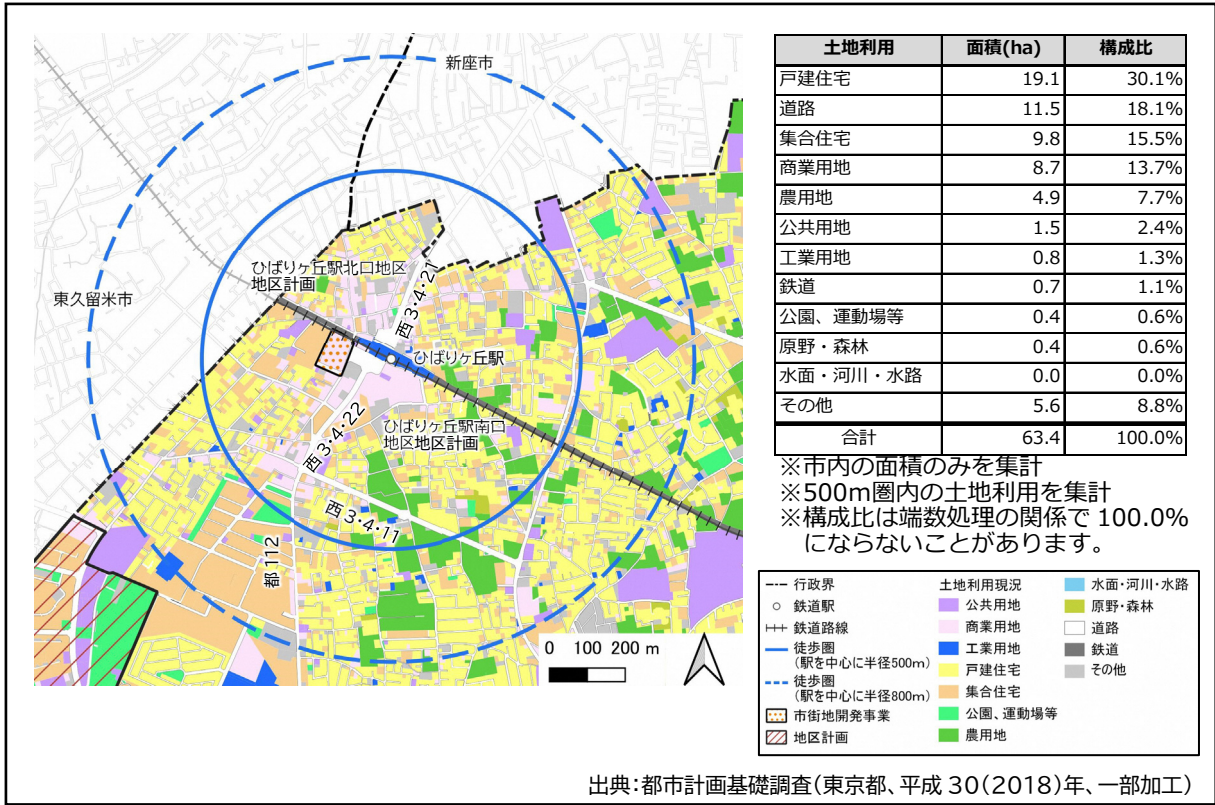 新座市
東久留米市
ひばりヶ丘駅北口地区
地区計画
西3・4・21
ひばりヶ丘駅
西3・4・22
ひばりヶ丘駅南口
地区地区計画
西3・4・11
都112
0 100 200 m
土地利用 面積(ha) 構成比
戸建住宅 19.1 30.1%
道路 11.5 18.1%
集合住宅 9.8 15.5%
商業用地 8.7 13.7%
農用地 4.9 7.7%
公共用地 1.5 2.4%
工業用地 0.8 1.3%
鉄道 0.7 1.1%
公園、運動場等 0.4 0.6%
原野・森林 0.4 0.6%
水面・河川・水路 0.0 0.0%
その他 5.6 8.8%
合計 63.4 100.0%
※市内の面積のみを集計
※500m圏内の土地利用を集計
※構成比は端数処理の関係で 100.0%
にならないことがあります。
行政界
鉄道駅
鉄道路線
徒歩圏
(駅を中心に半径500m)
徒歩圏
(駅を中心に半径800m)
市街地開発事業
地区計画
土地利用現況
公共用地
商業用地
工業用地
戸建住宅
集合住宅
公園、運動場等
農用地
水面・河川・水路
原野・森林
道路
鉄道
その他
出典：都市計画基礎調査(東京都、平成 30(2018)年、一部加工)